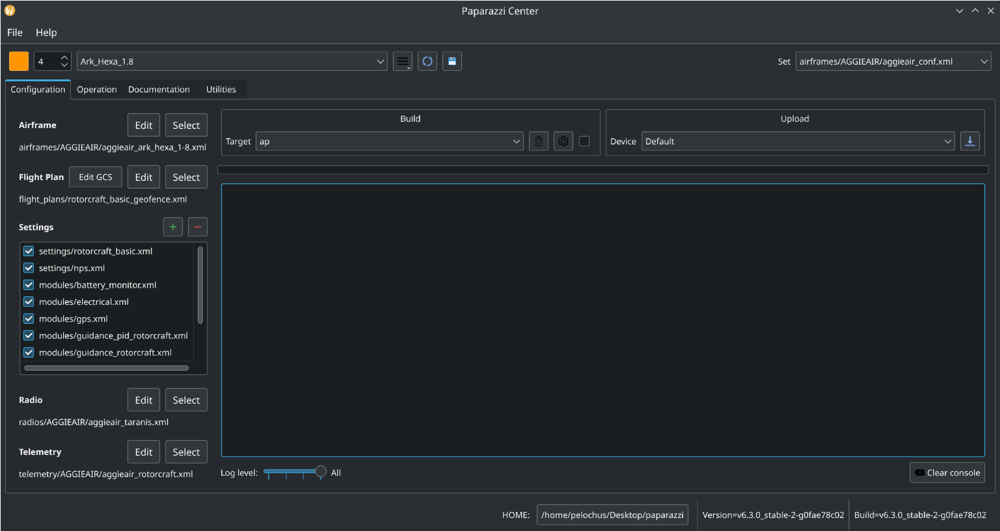 Paparazzi Center
File Help
4 Ark_Hexa_1.8 Set airframes/AGGIEAIR/aggieair_conf.xml
Configuration Operation Documentation Utilities
Build Upload
Airframe Edit Select
Target ap Device Default
airframes/AGGIEAIR/aggieair_ark_hexa_1-8.xml
Flight Plan Edit GCS Edit Select
flight_plans/rotorcraft_basic_geofence.xml
Settings
settings/rotorcraft_basic.xml
settings/nps.xml
modules/battery_monitor.xml
modules/electrical.xml
modules/gps.xml
modules/guidance_pid_rotorcraft.xml
modules/guidance_rotorcraft.xml
Radio Edit Select
radios/AGGIEAIR/aggieair_taranis.xml
Telemetry Edit Select
telemetry/AGGIEAIR/aggieair_rotorcraft.xml
Log level: All Clear console
HOME: /home/pelochus/Desktop/paparazzi Version=v6.3.0_stable-2-g0fae78c02 Build=v6.3.0_stable-2-g0fae78c02